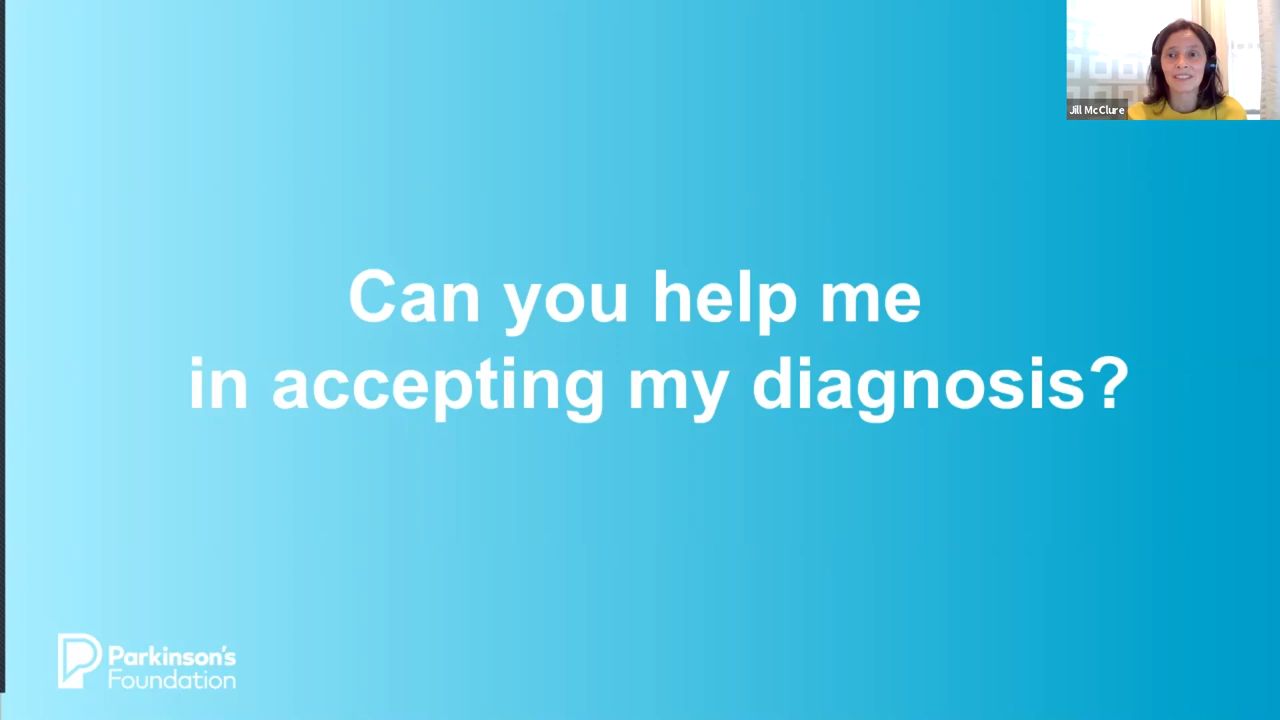 Jill McClure
Can you help me
in accepting my diagnosis?
Parkinson's
Foundation